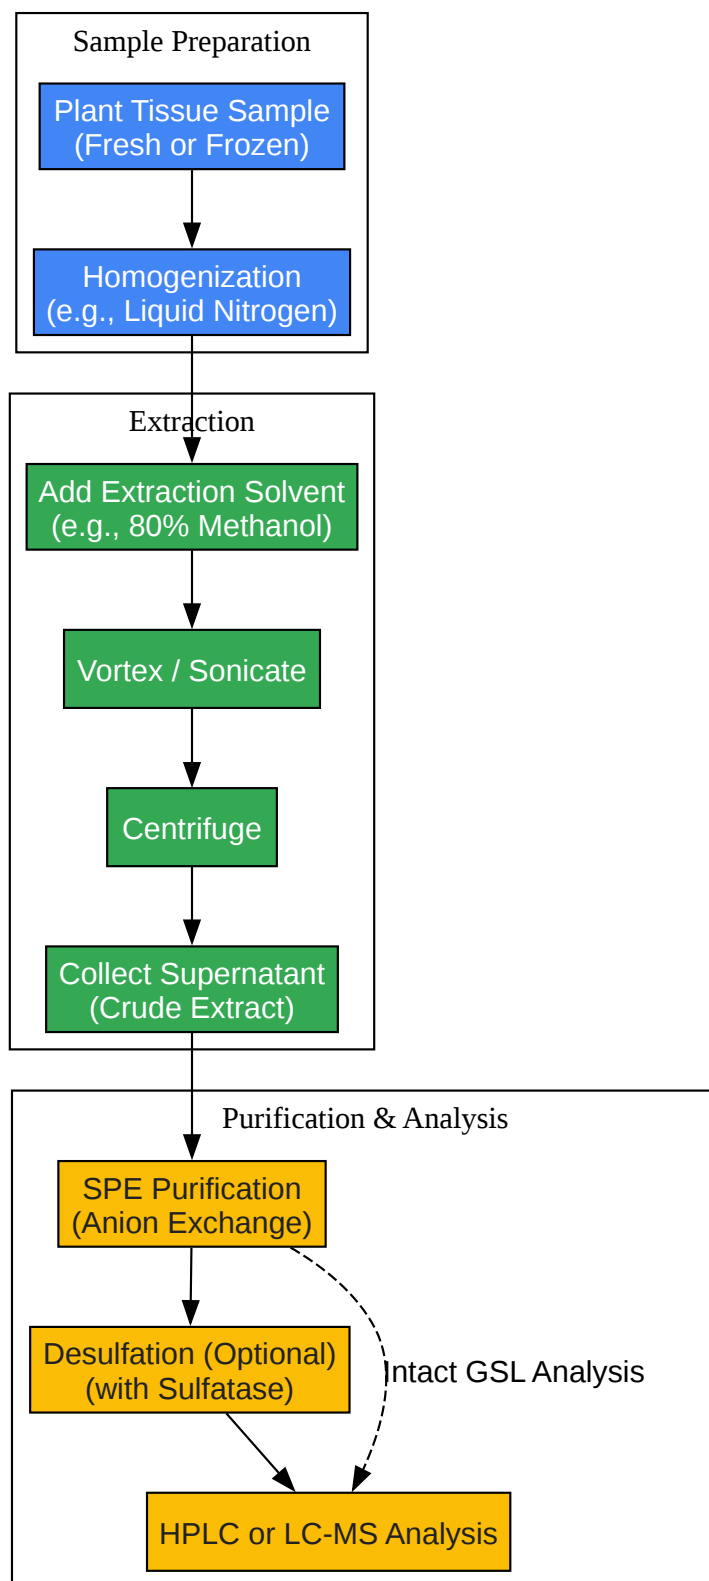 Sample Preparation
Plant Tissue Sample
(Fresh or Frozen)
Homogenization
(e.g., Liquid Nitrogen)
Extraction
Add Extraction Solvent
(e.g., 80% Methanol)
Vortex / Sonicate
Centrifuge
Collect Supernatant
(Crude Extract)
Purification & Analysis
SPE Purification
(Anion Exchange)
Desulfation (Optional)
(with Sulfatase)
Intact GSL Analysis
HPLC or LC-MS Analysis